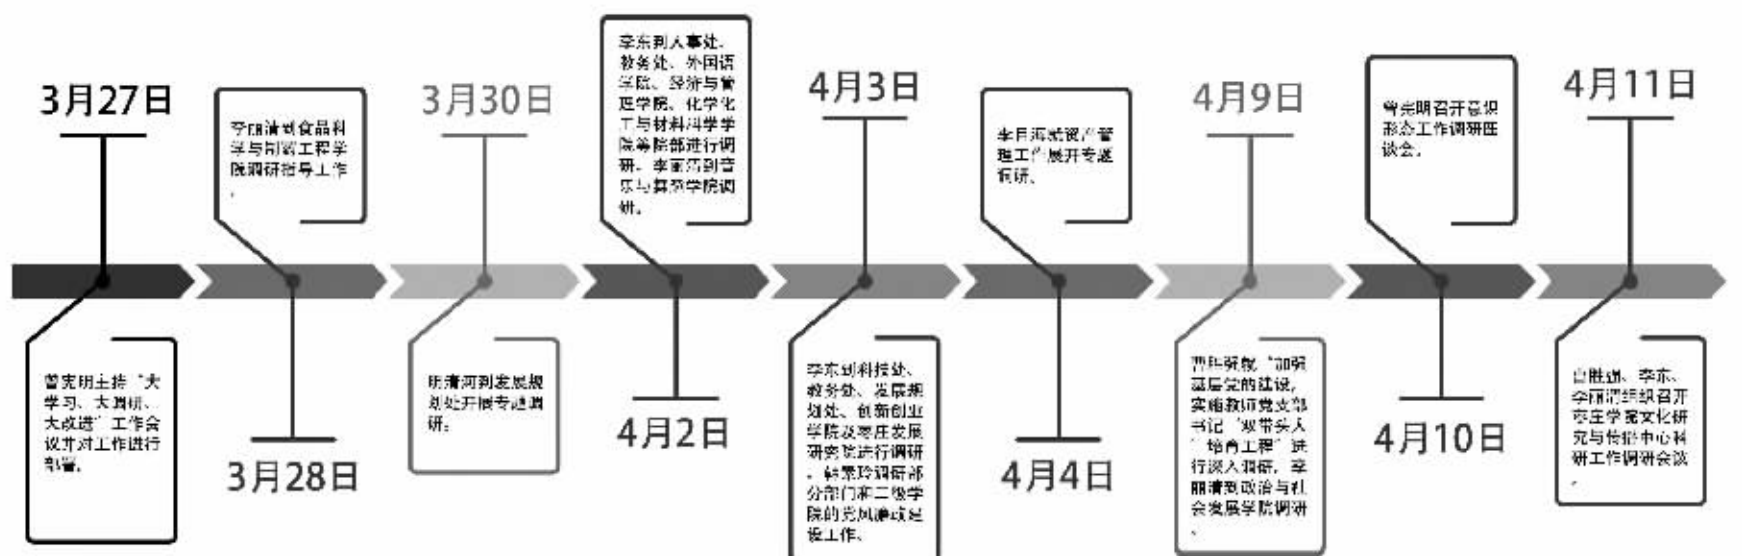 3月27日
曾宪明主持“大
学习、大调研、
大改进”工作会
议并对工作进行
部署。
李丽清到食品科
学与制药工程学
院调研指导工作
。
3月28日
3月30日
明清河到发展规
划处开展专题调
研。
李东到人事处、
教务处、外国语
学院、经济与管
理学院、化学化
工与材料科学学
院等院部进行调
研。李丽清到音
乐与舞蹈学院调
研。
4月2日
4月3日
李东到科技处、
教务处、发展规
划处、创新创业
学院及枣庄发展
研究院进行调研
。韩景玲调研部
分部门和二级学
院的党风廉政建
设工作。
李目海就资产管
理工作展开专题
调研。
4月4日
4月9日
曹胜强就“加强
基层党的建设，
实施教师党支部
书记‘双带头人
’培育工程”进
行深入调研，李
丽清到政治与社
会发展学院调研
。
曾宪明召开意识
形态工作调研座
谈会。
4月10日
4月11日
曹胜强、李东、
李丽清组织召开
枣庄学院文化研
究与传播中心科
研工作调研会议
。